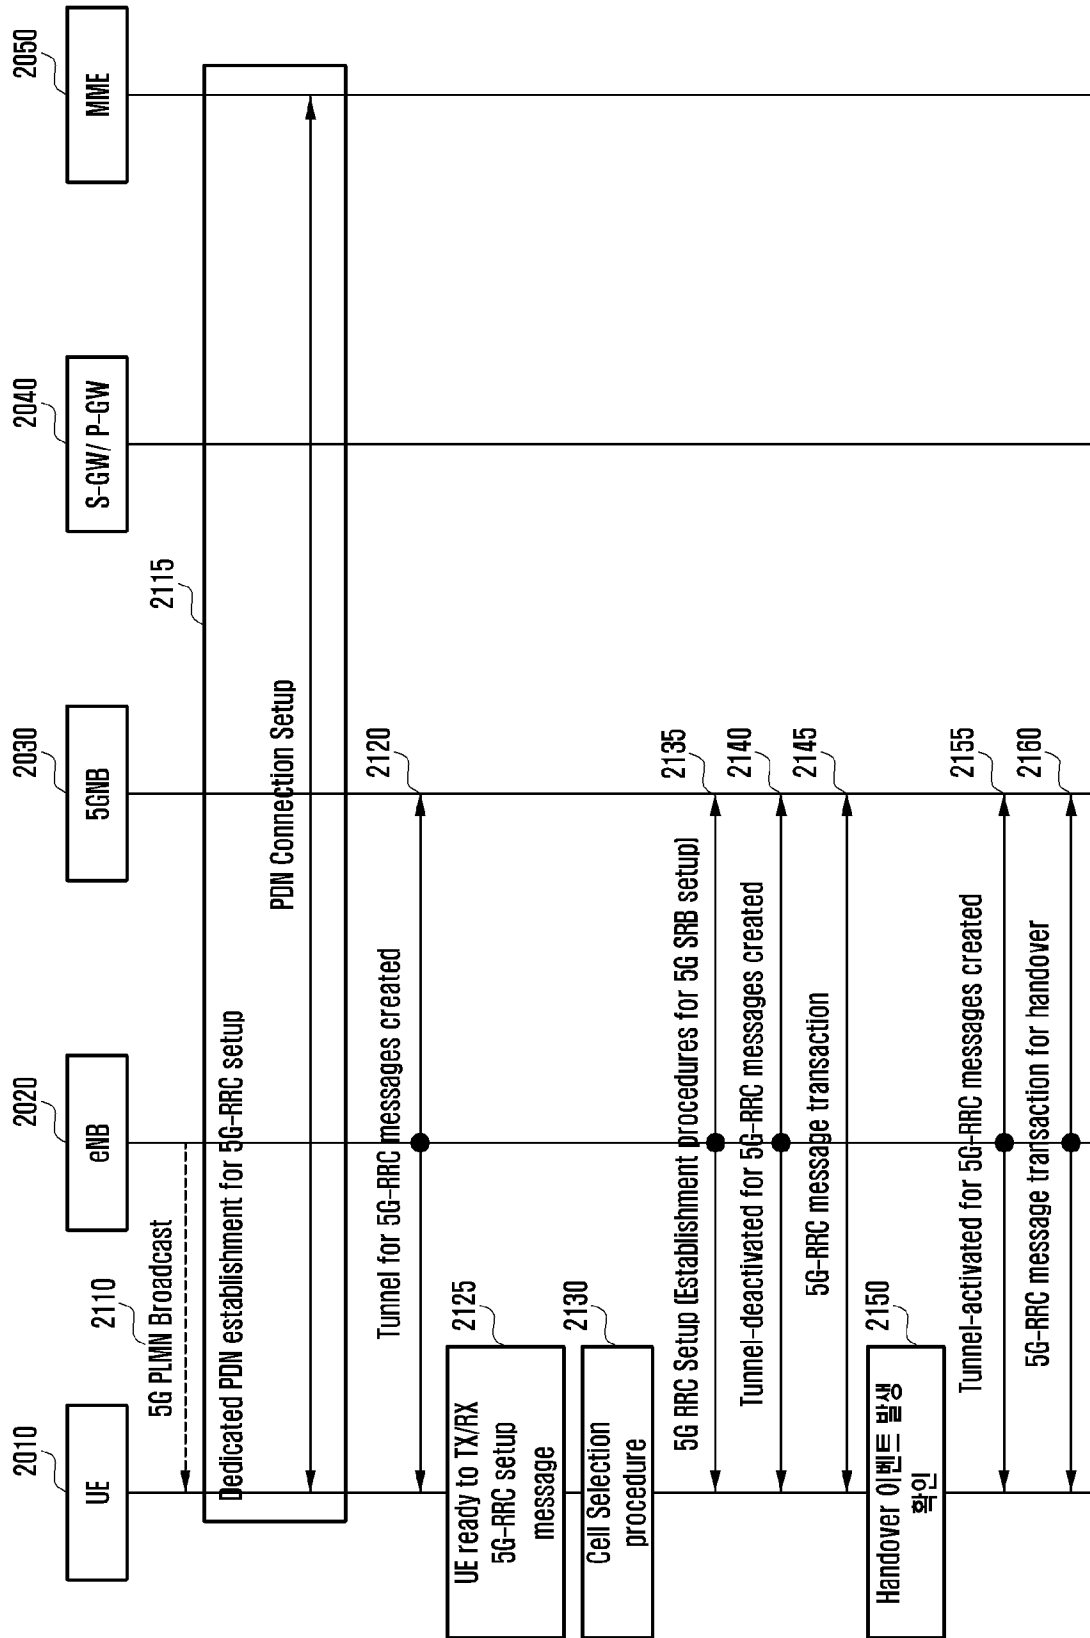 2010
UE
2020
eNB
2030
5GNB
2040
S-GW/ P-GW
2050
MME
2110
5G PLMN Broadcast
2115
Dedicated PDN establishment for 5G-RRC setup
PDN Connection Setup
Tunnel for 5G-RRC messages created
2120
2125
UE ready to TX/RX
5G-RRC setup
message
2130
Cell Selection
procedure
5G RRC Setup (Establishment procedures for 5G SRB setup)
2135
Tunnel-deactivated for 5G-RRC messages created
2140
5G-RRC message transaction
2145
2150
Handover 이벤트 발생
확인
Tunnel-activated for 5G-RRC messages created
2155
5G-RRC message transaction for handover
2160